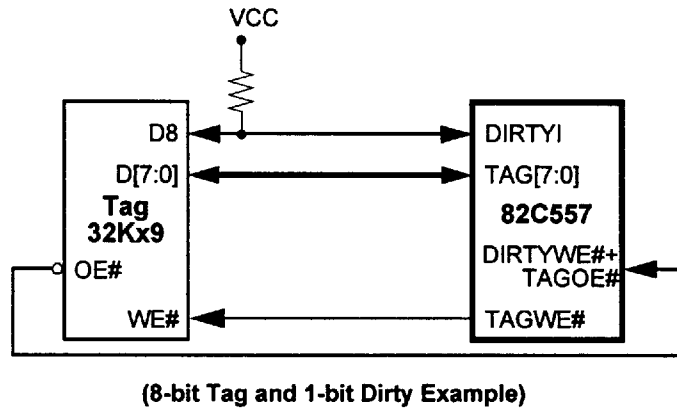 VCC
D8
DIRTYI
D[7:0]
TAG[7:0]
Tag
32Kx9
82C557
DIRTYWE#+
TAGOE#
OE#
WE#
TAGWE#
(8-bit Tag and 1-bit Dirty Example)